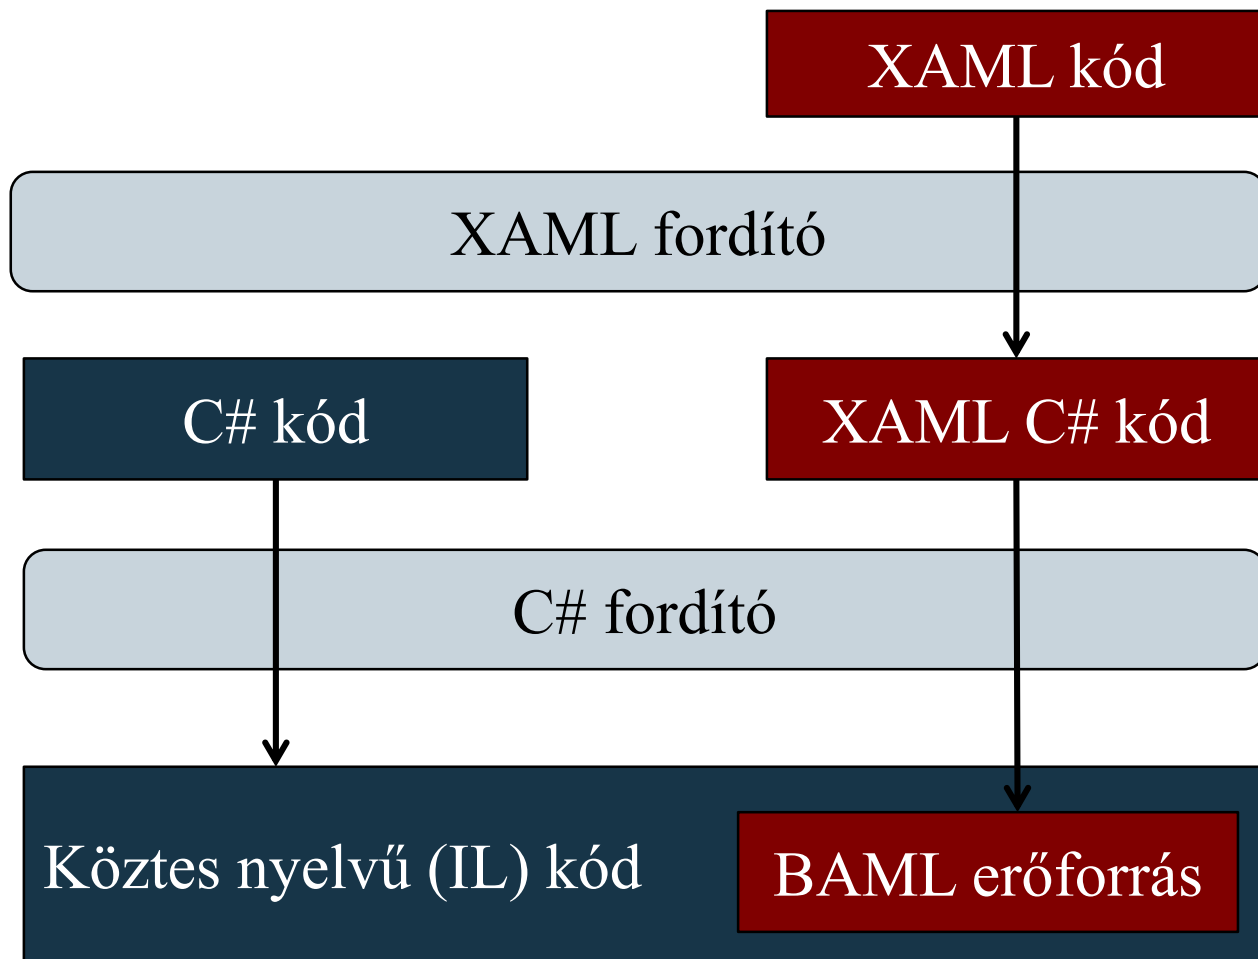 XAML kód
XAML fordító
C# kód
XAML C# kód
C# fordító
Köztes nyelvű (IL) kód
BAML erőforrás